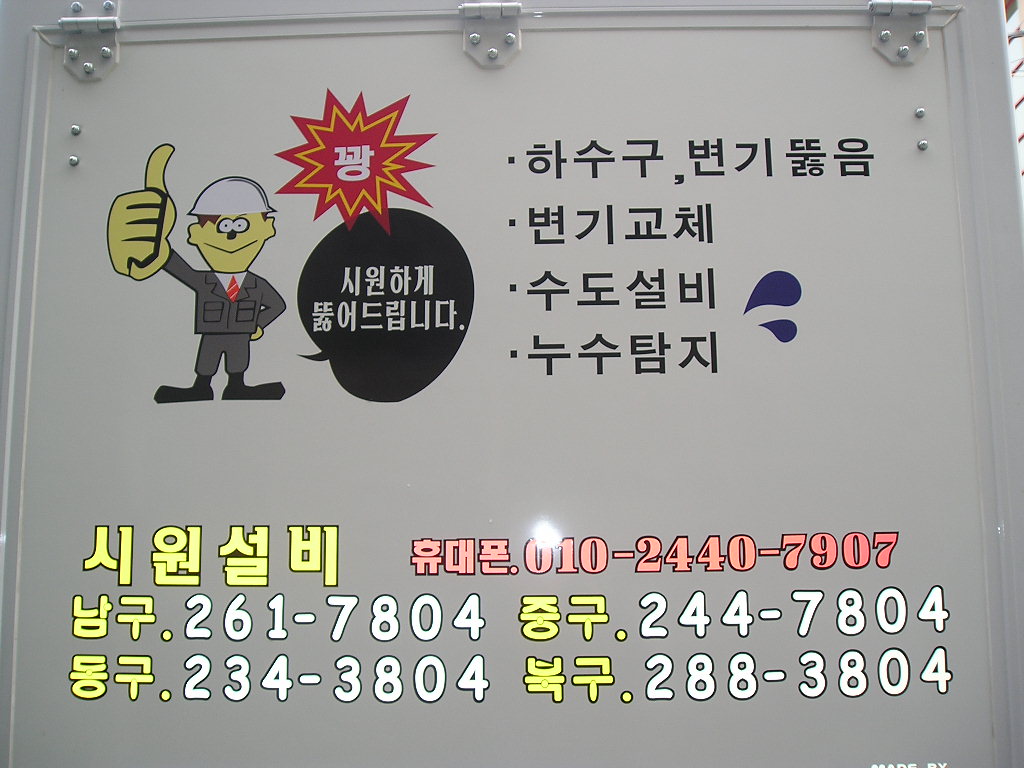 꽝
시원하게
뚫어드립니다.
·하수구,변기뚫음
·변기교체
·수도설비
·누수탐지
시원설비 휴대폰.010-2440-7907
남구.261-7804 중구.244-7804
동구.234-3804 북구.288-3804
MADE BY